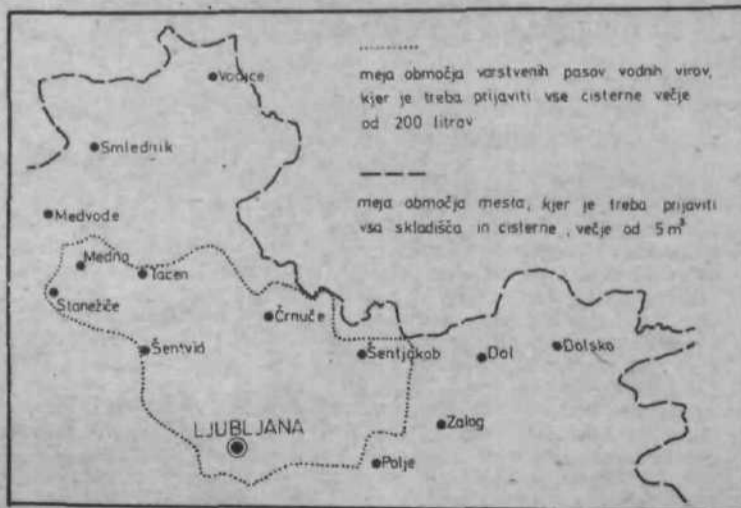 meja območja varstvenih pasov vodnih virov,
kjer je treba prijaviti vse cisterne večje
od 200 litrov
meja območja mesta, kjer je treba prijaviti
vsa skladišča in cisterne, večje od 5 m³
Vodice
Smlednik
Medvode
Medno
Tacen
Stanežiče
Črnuče
Šentvid
Šentjakob
Dol
Dolsko
LJUBLJANA
Zalog
Polje